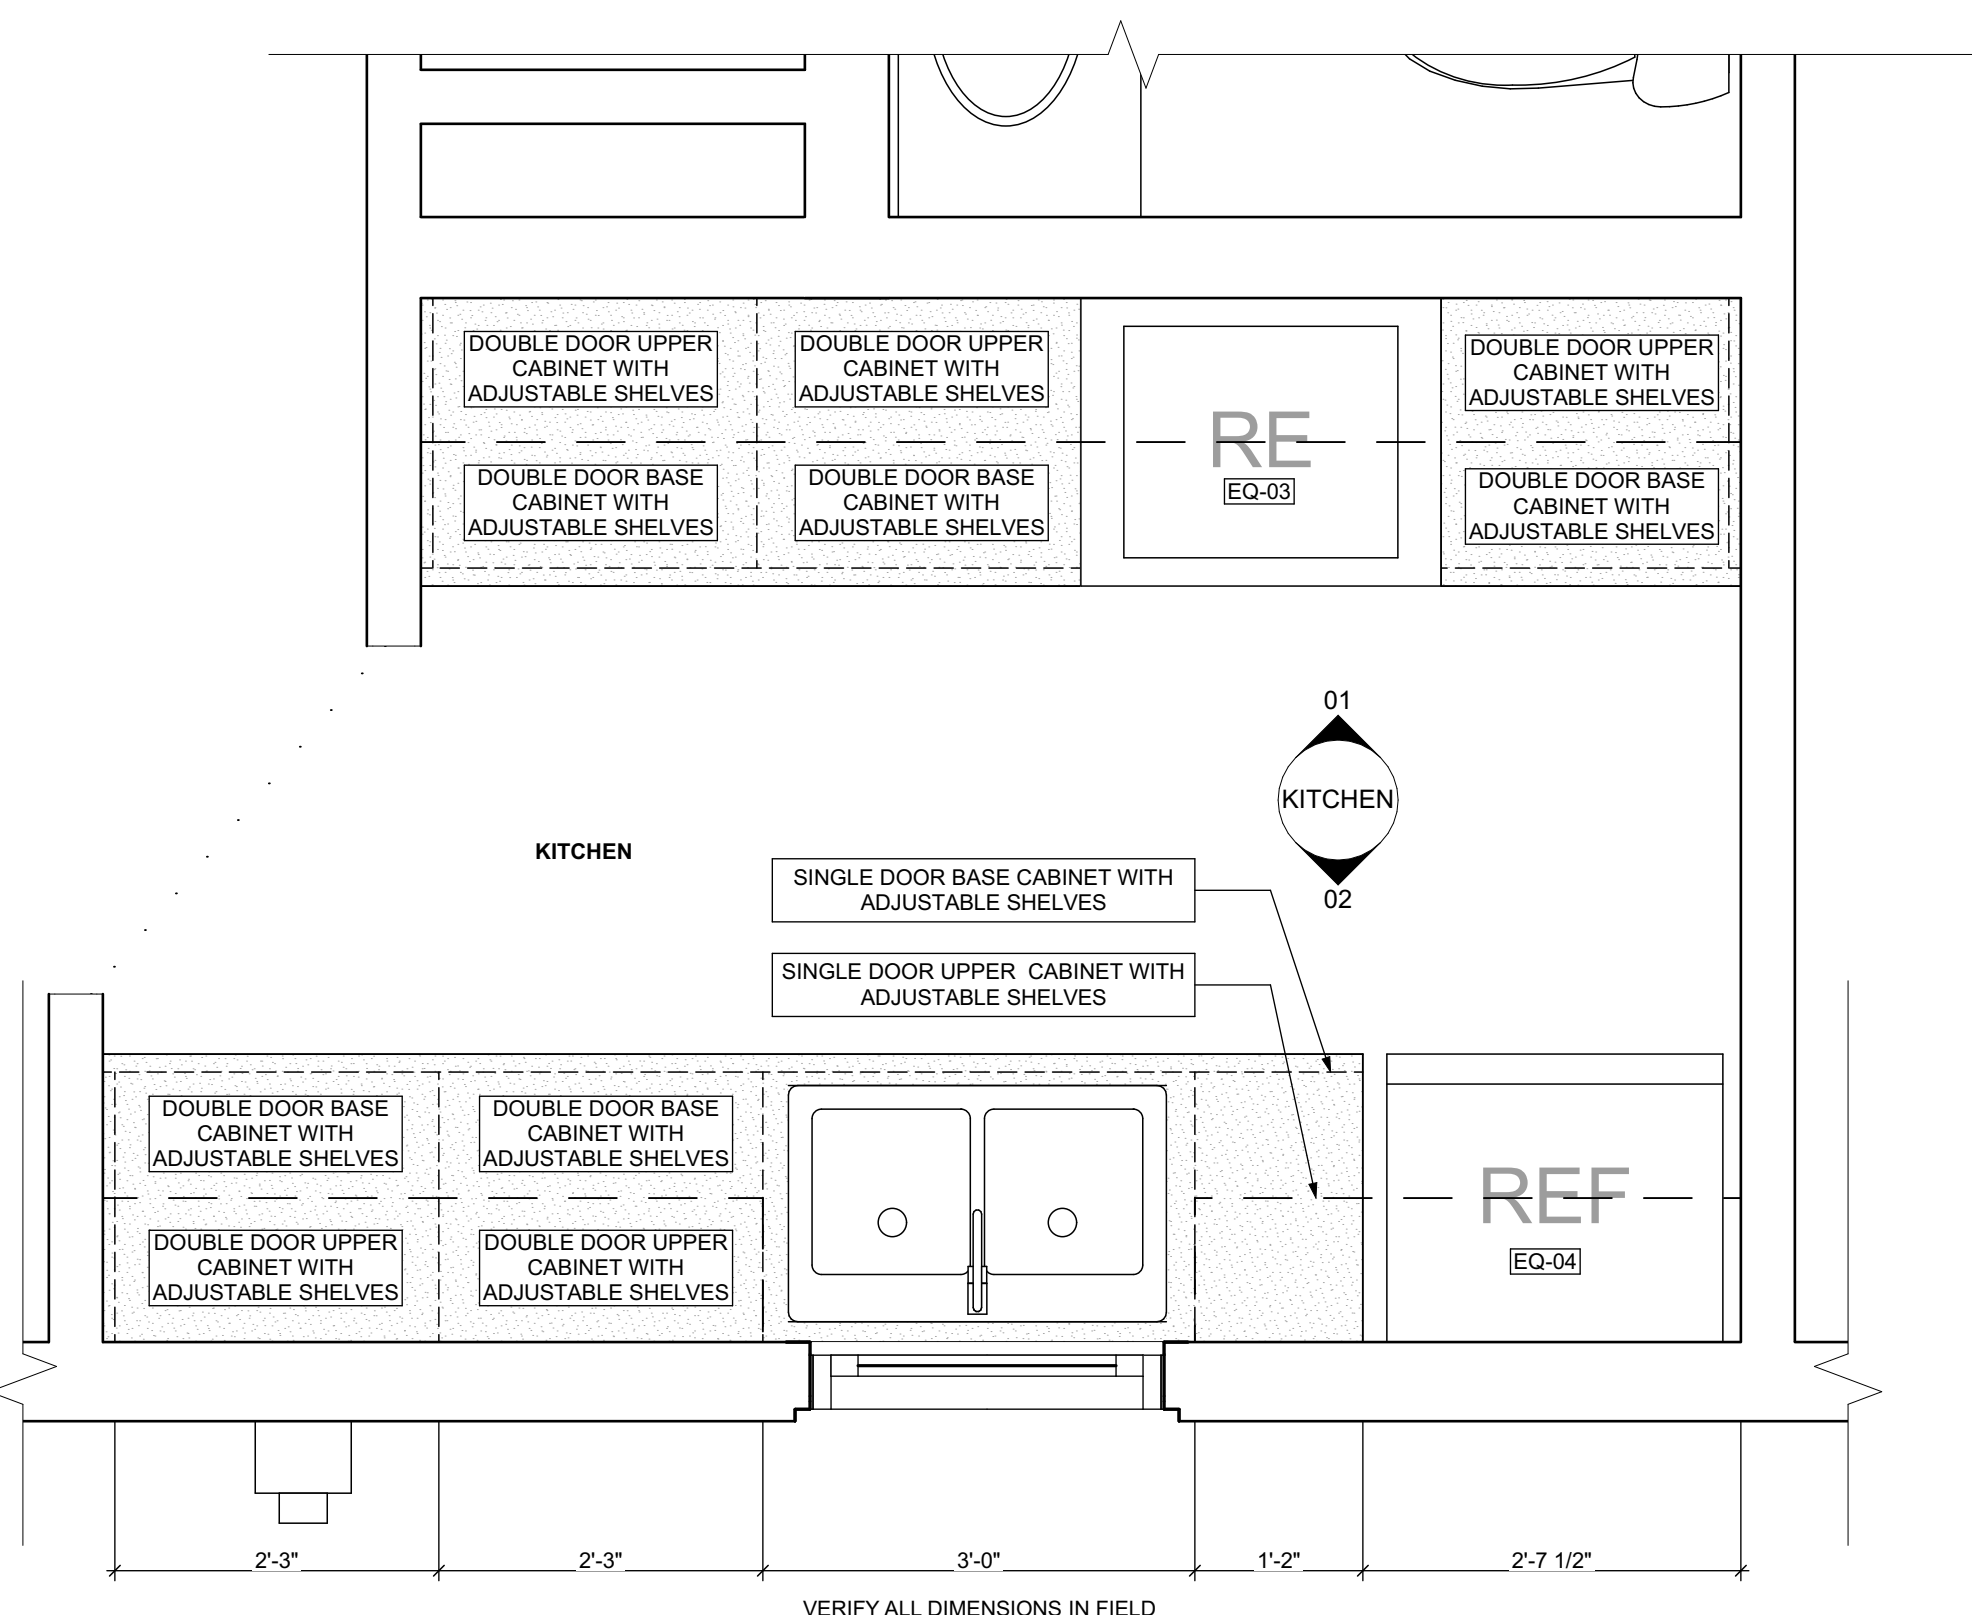 DOUBLE DOOR UPPER
CABINET WITH
ADJUSTABLE SHELVES
DOUBLE DOOR UPPER
CABINET WITH
ADJUSTABLE SHELVES
DOUBLE DOOR UPPER
CABINET WITH
ADJUSTABLE SHELVES
RE
EQ-03
DOUBLE DOOR BASE
CABINET WITH
ADJUSTABLE SHELVES
DOUBLE DOOR BASE
CABINET WITH
ADJUSTABLE SHELVES
DOUBLE DOOR BASE
CABINET WITH
ADJUSTABLE SHELVES
01
KITCHEN
02
KITCHEN
SINGLE DOOR BASE CABINET WITH
ADJUSTABLE SHELVES
SINGLE DOOR UPPER CABINET WITH
ADJUSTABLE SHELVES
DOUBLE DOOR BASE
CABINET WITH
ADJUSTABLE SHELVES
DOUBLE DOOR BASE
CABINET WITH
ADJUSTABLE SHELVES
REF
EQ-04
DOUBLE DOOR UPPER
CABINET WITH
ADJUSTABLE SHELVES
DOUBLE DOOR UPPER
CABINET WITH
ADJUSTABLE SHELVES
2'-3"
2'-3"
3'-0"
1'-2"
2'-7 1/2"
VERIFY ALL DIMENSIONS IN FIELD